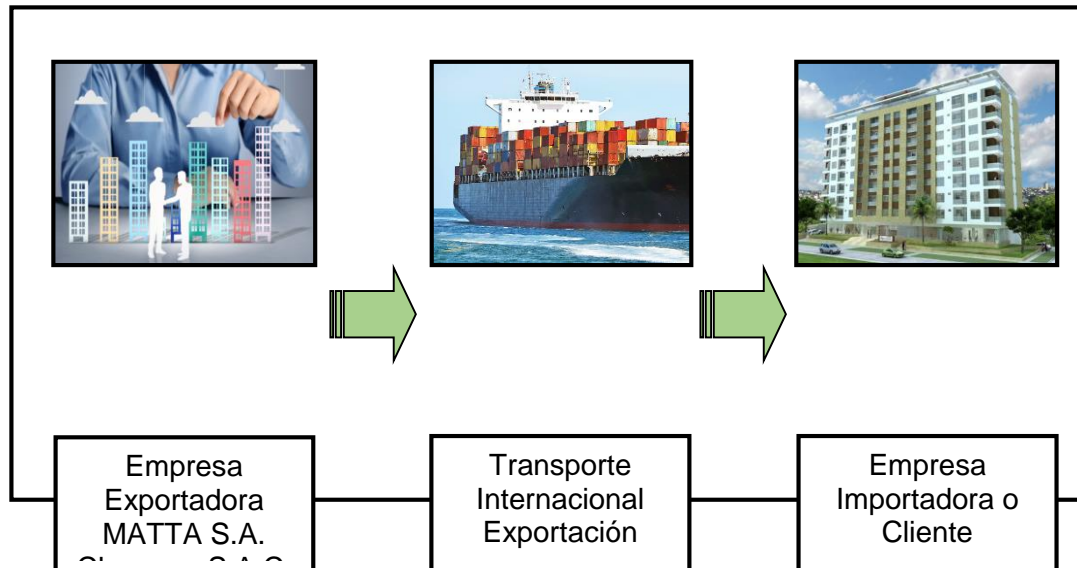 Empresa
Exportadora
MATTA S.A.
Transporte
Internacional
Exportación
Empresa
Importadora o
Cliente